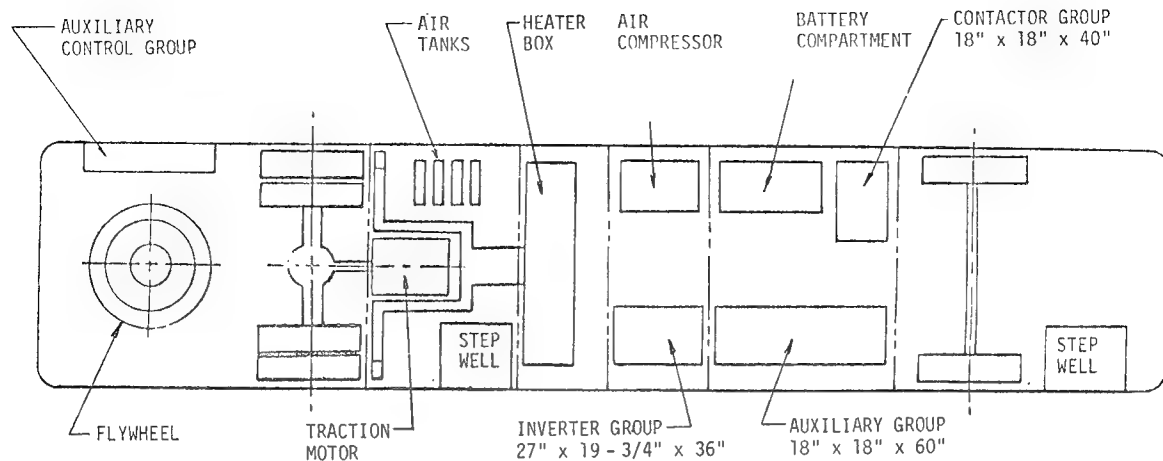 AUXILIARY
CONTROL GROUP
AIR
TANKS
HEATER
BOX
AIR
COMPRESSOR
BATTERY
COMPARTMENT
CONTACTOR GROUP
18" x 18" x 40"
STEP
WELL
STEP
WELL
FLYWHEEL
TRACTION
MOTOR
INVERTER GROUP
27" x 19-3/4" x 36"
AUXILIARY GROUP
18" x 18" x 60"